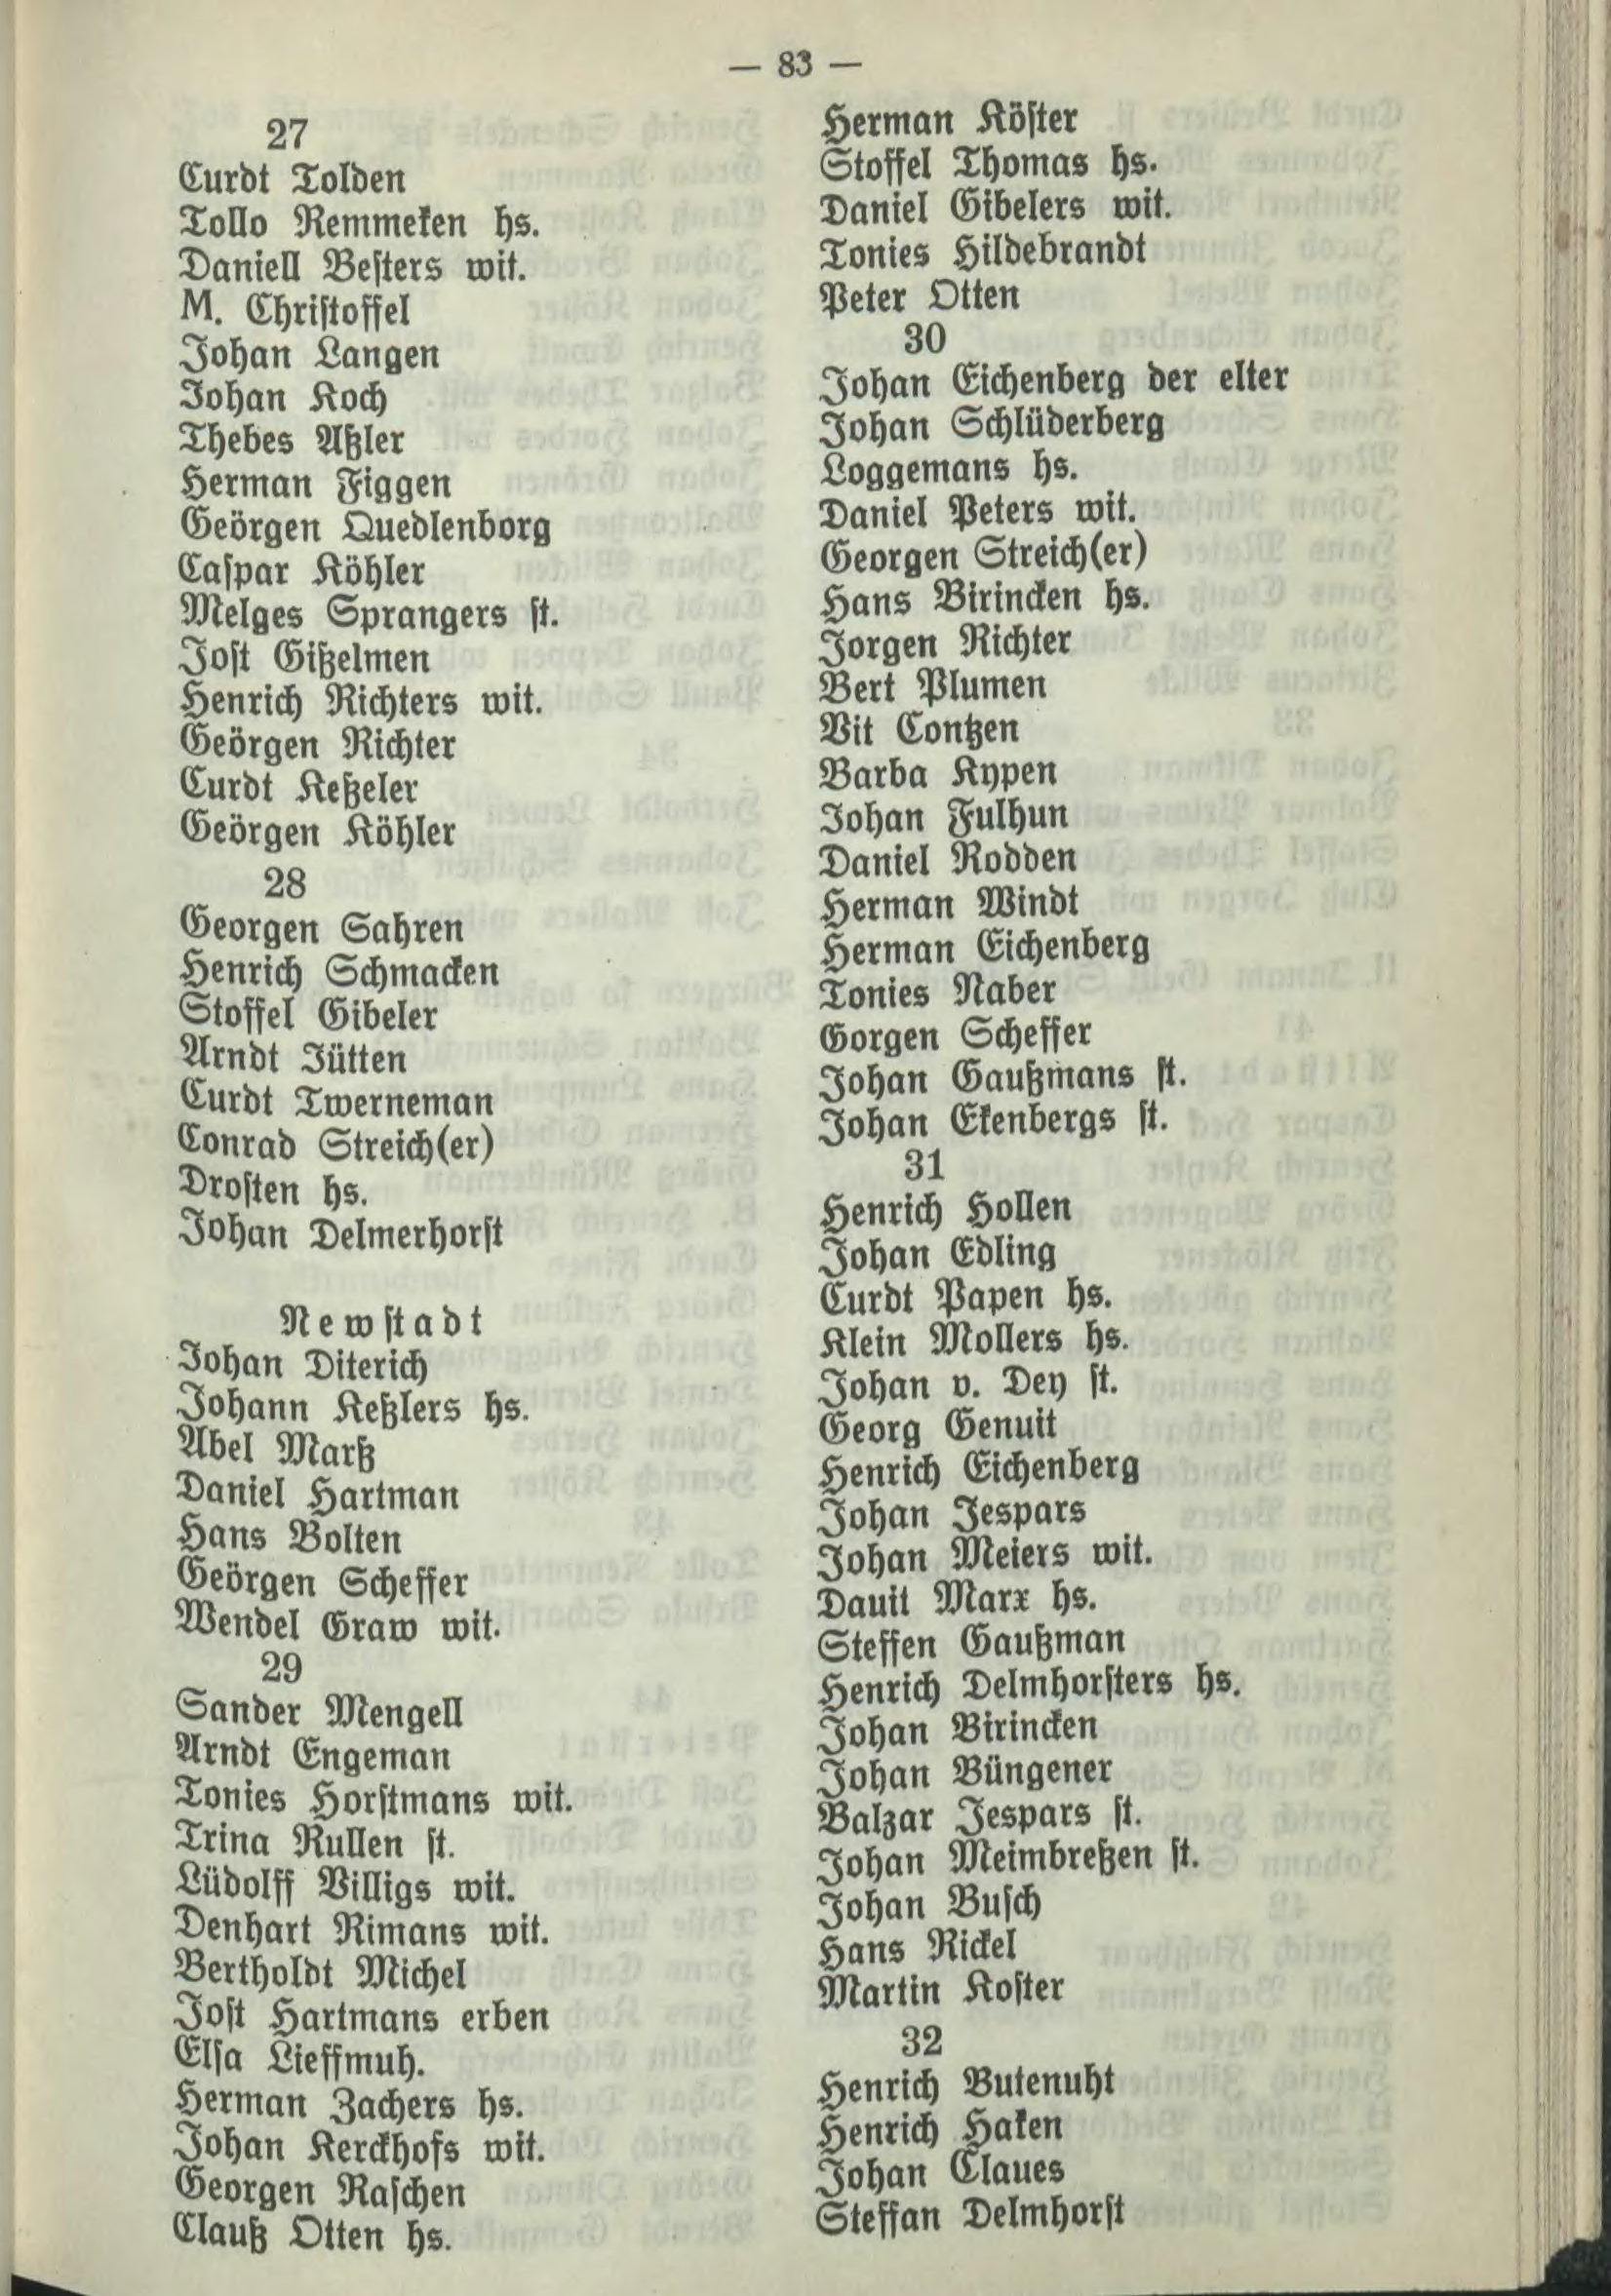 — 83 —
27
Curdt Tolden
Tollo Remmeken hs.
Daniell Besters wit.
M. Christoffel
Johan Langen
Johan Koch
Thebes Aßler
Herman Figgen
Geörgen Quedlenborg
Caspar Köhler
Melges Sprangers st.
Jost Gißelmen
Henrich Richters wit.
Geörgen Richter
Curdt Keßeler
Geörgen Köhler
28
Georgen Sahren
Henrich Schmacken
Stoffel Gibeler
Arndt Jütten
Curdt Twerneman
Conrad Streich(er)
Drosten hs.
Johan Delmerhorst
Newstadt
Johan Diterich
Johann Keßlers hs.
Abel Marß
Daniel Hartman
Hans Bolten
Geörgen Scheffer
Wendel Graw wit.
29
Sander Mengell
Arndt Engeman
Tonies Horstmans wit.
Trina Rullen st.
Lüdolff Villigs wit.
Denhart Rimans wit.
Bertholdt Michel
Jost Hartmans erben
Elsa Lieffmuh.
Herman Zachers hs.
Johan Kerckhofs wit.
Georgen Raschen
Clauß Otten hs.
Herman Köster
Stoffel Thomas hs.
Daniel Gibelers wit.
Tonies Hildebrandt
Peter Otten
30
Johan Eichenberg der elter
Johan Schlüderberg
Loggemans hs.
Daniel Peters wit.
Georgen Streich(er)
Hans Birincken hs.
Jorgen Richter
Bert Plumen
Vit Contzen
Barba Kypen
Johan Fulhun
Daniel Rodden
Herman Windt
Herman Eichenberg
Tonies Naber
Gorgen Scheffer
Johan Gaußmans st.
Johan Ekenbergs st.
31
Henrich Hollen
Johan Edling
Curdt Papen hs.
Klein Mollers hs.
Johan v. Dey st.
Georg Genuit
Henrich Eichenberg
Johan Jespars
Johan Meiers wit.
Dauit Marx hs.
Steffen Gaußman
Henrich Delmhorsters hs.
Johan Birincken
Johan Büngener
Balzar Jespars st.
Johan Meimbreßen st.
Johan Busch
Hans Rickel
Martin Koster
32
Henrich Butenuht
Henrich Haken
Johan Claues
Steffan Delmhorst